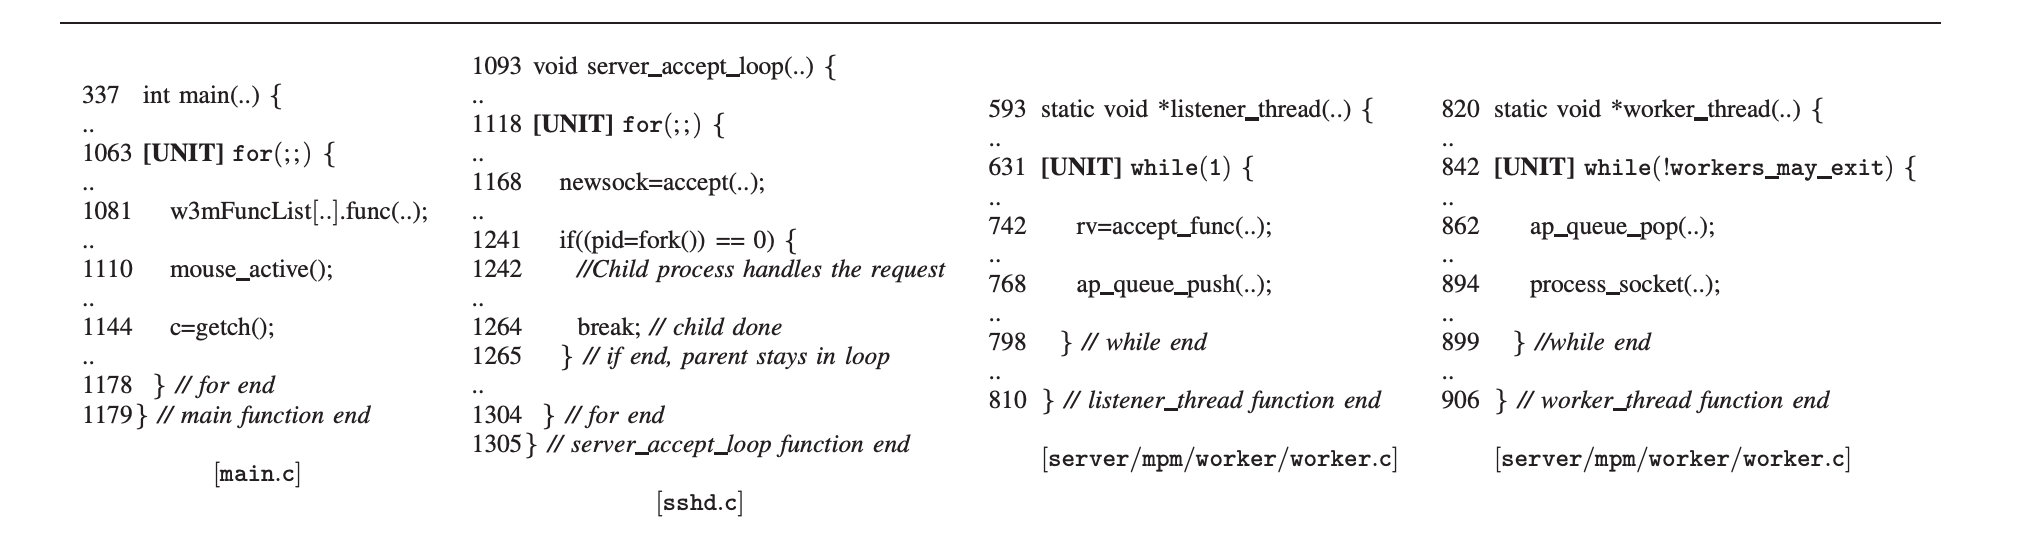 337 int main(..) {
..
1063 [UNIT] for(;;) {
..
1081 w3mFuncList[..].func(..);
..
1110 mouse_active();
..
1144 c=getch();
..
1178 } // for end
1179} // main function end
[main.c]
1093 void server_accept_loop(..) {
..
1118 [UNIT] for(;;) {
..
1168 newsock=accept(..);
..
1241 if((pid=fork()) == 0) {
1242 //Child process handles the request
..
1264 break; // child done
1265 } // if end, parent stays in loop
..
1304 } // for end
1305} // server_accept_loop function end
[sshd.c]
593 static void *listener_thread(..) {
..
631 [UNIT] while(1) {
..
742 rv=accept_func(..);
..
768 ap_queue_push(..);
..
798 } // while end
..
810 } // listener_thread function end
[server/mpm/worker/worker.c]
820 static void *worker_thread(..) {
..
842 [UNIT] while(!workers_may_exit) {
..
862 ap_queue_pop(..);
..
894 process_socket(..);
..
899 } //while end
..
906 } // worker_thread function end
[server/mpm/worker/worker.c]